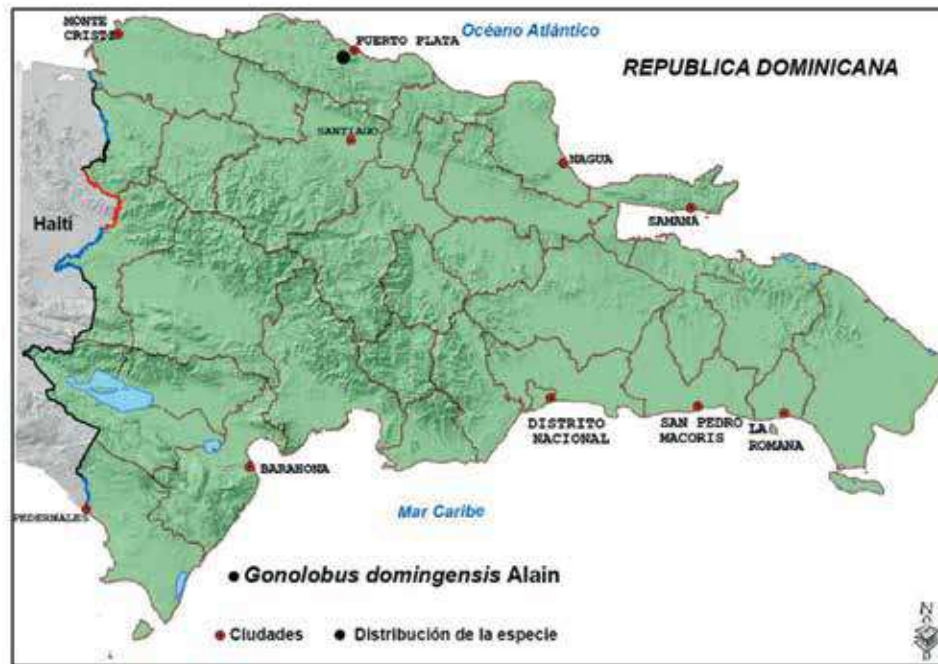 MONTE
CRISTI
Océano Atlántico
PUERTO PLATA
REPUBLICA DOMINICANA
SANTIAGO
NAGUA
SAMANA
Haití
DISTRITO
NACIONAL
SAN PEDRO
MACORIS
LA
ROMANA
BARAHONA
Mar Caribe
PEDERNALES
Gonolobus domingensis Alain
Ciudades
Distribución de la especie
N